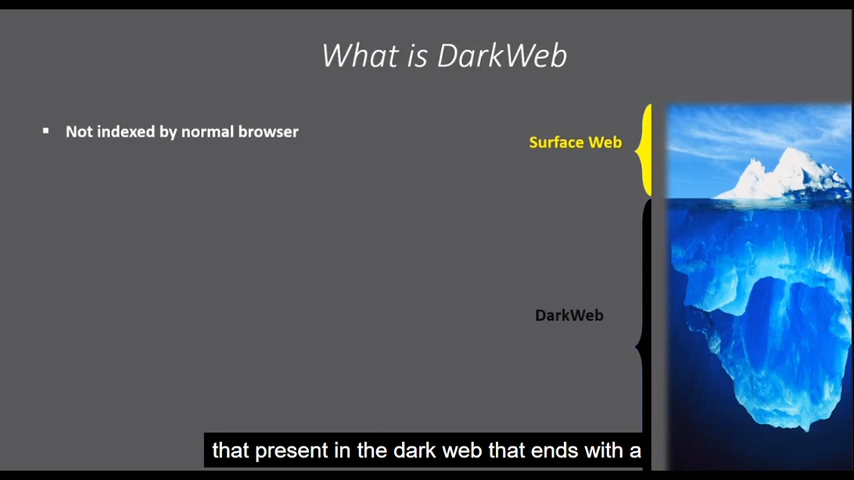 What is DarkWeb
▪ Not indexed by normal browser
Surface Web
DarkWeb
that present in the dark web that ends with a